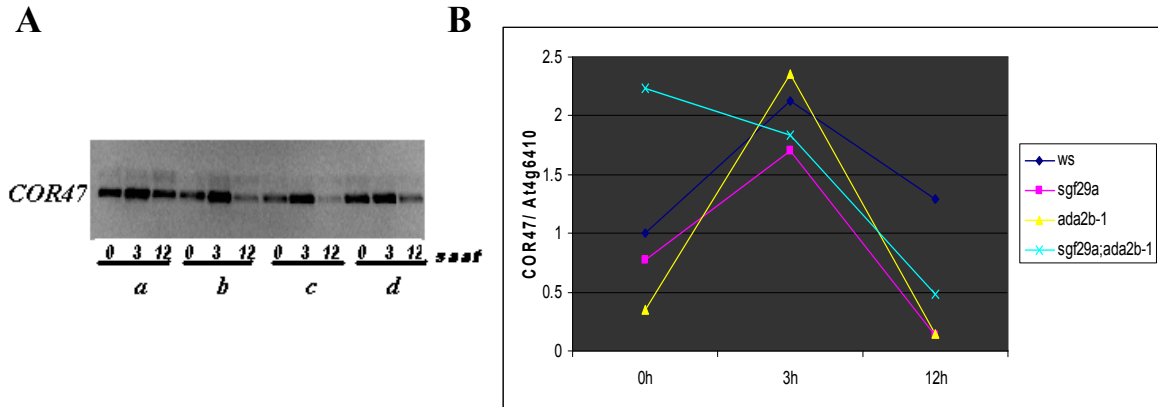 A
COR47
0 3 12 0 3 12 0 3 12 0 3 12 saat
a b c d
B
COR47/ At4g6410
2.5
2
1.5
1
0.5
0
0h 3h 12h
ws
sgf29a
ada2b-1
sgf29a;ada2b-1